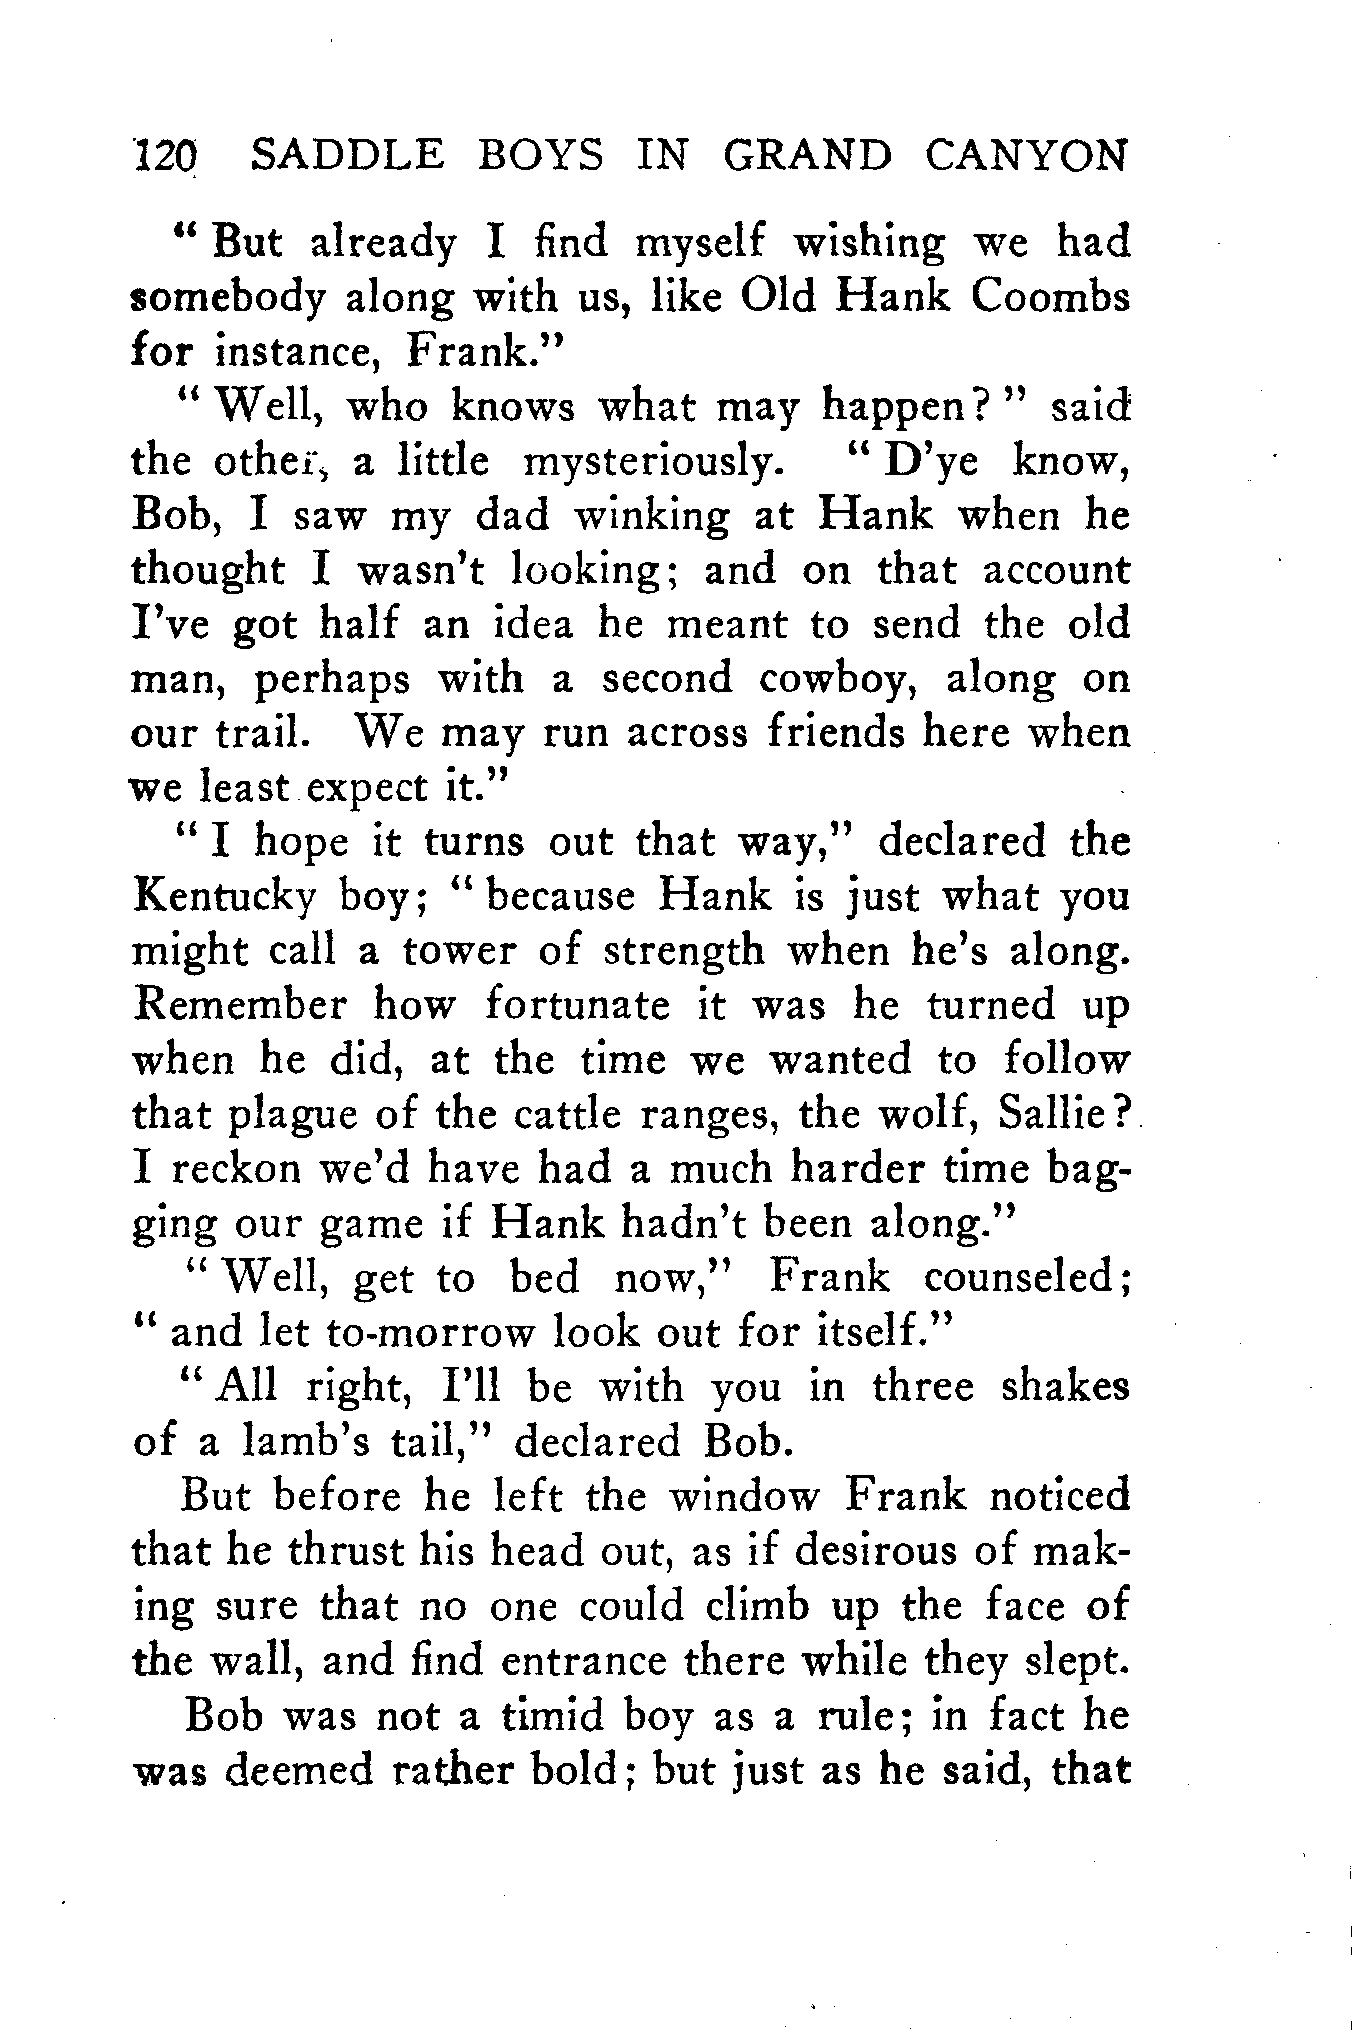 120 SADDLE BOYS IN GRAND CANYON
" But already I find myself wishing we had
somebody along with us, like Old Hank Coombs
for instance, Frank."
" Well, who knows what may happen? " said
the other, a little mysteriously. " D'ye know,
Bob, I saw my dad winking at Hank when he
thought I wasn't looking; and on that account
I've got half an idea he meant to send the old
man, perhaps with a second cowboy, along on
our trail. We may run across friends here when
we least expect it."
" I hope it turns out that way," declared the
Kentucky boy; " because Hank is just what you
might call a tower of strength when he's along.
Remember how fortunate it was he turned up
when he did, at the time we wanted to follow
that plague of the cattle ranges, the wolf, Sallie?
I reckon we'd have had a much harder time bag-
ging our game if Hank hadn't been along."
" Well, get to bed now," Frank counseled;
" and let to-morrow look out for itself."
" All right, I'll be with you in three shakes
of a lamb's tail," declared Bob.
But before he left the window Frank noticed
that he thrust his head out, as if desirous of mak-
ing sure that no one could climb up the face of
the wall, and find entrance there while they slept.
Bob was not a timid boy as a rule; in fact he
was deemed rather bold; but just as he said, that